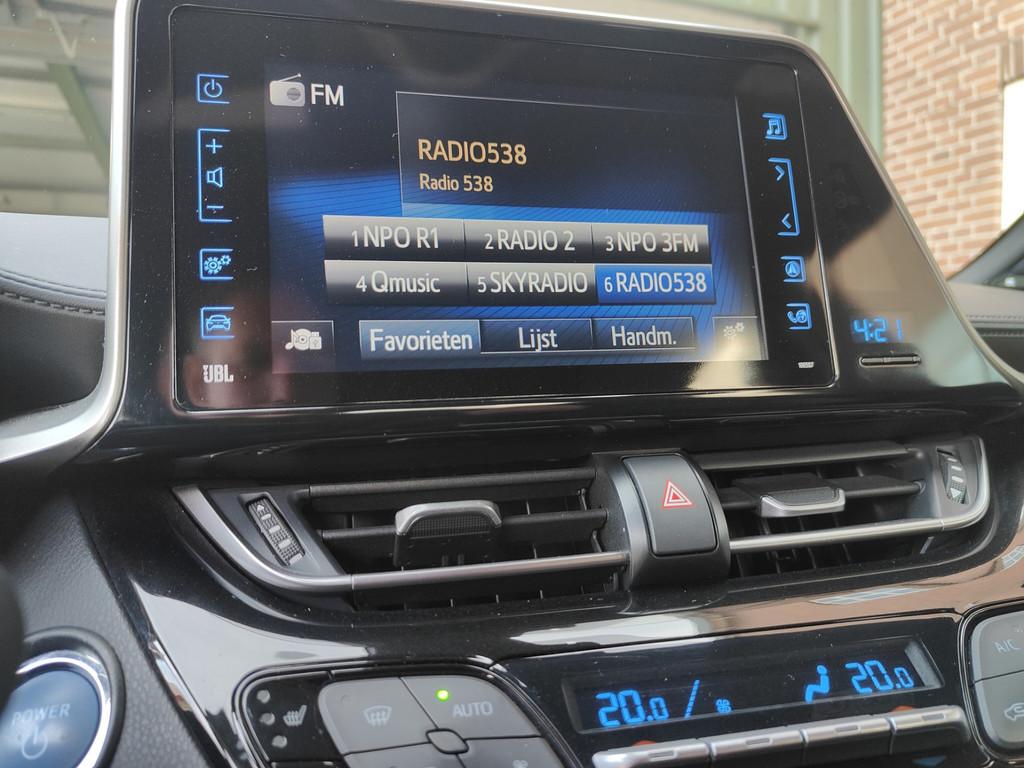 FM
RADIO538
Radio 538
1 NPO R1 2 RADIO 2 3 NPO 3FM
4 Qmusic 5 SKYRADIO 6 RADIO538
Favorieten Lijst Handm.
JBL
4:21
POWER
AUTO
20.0 20.0
A/C